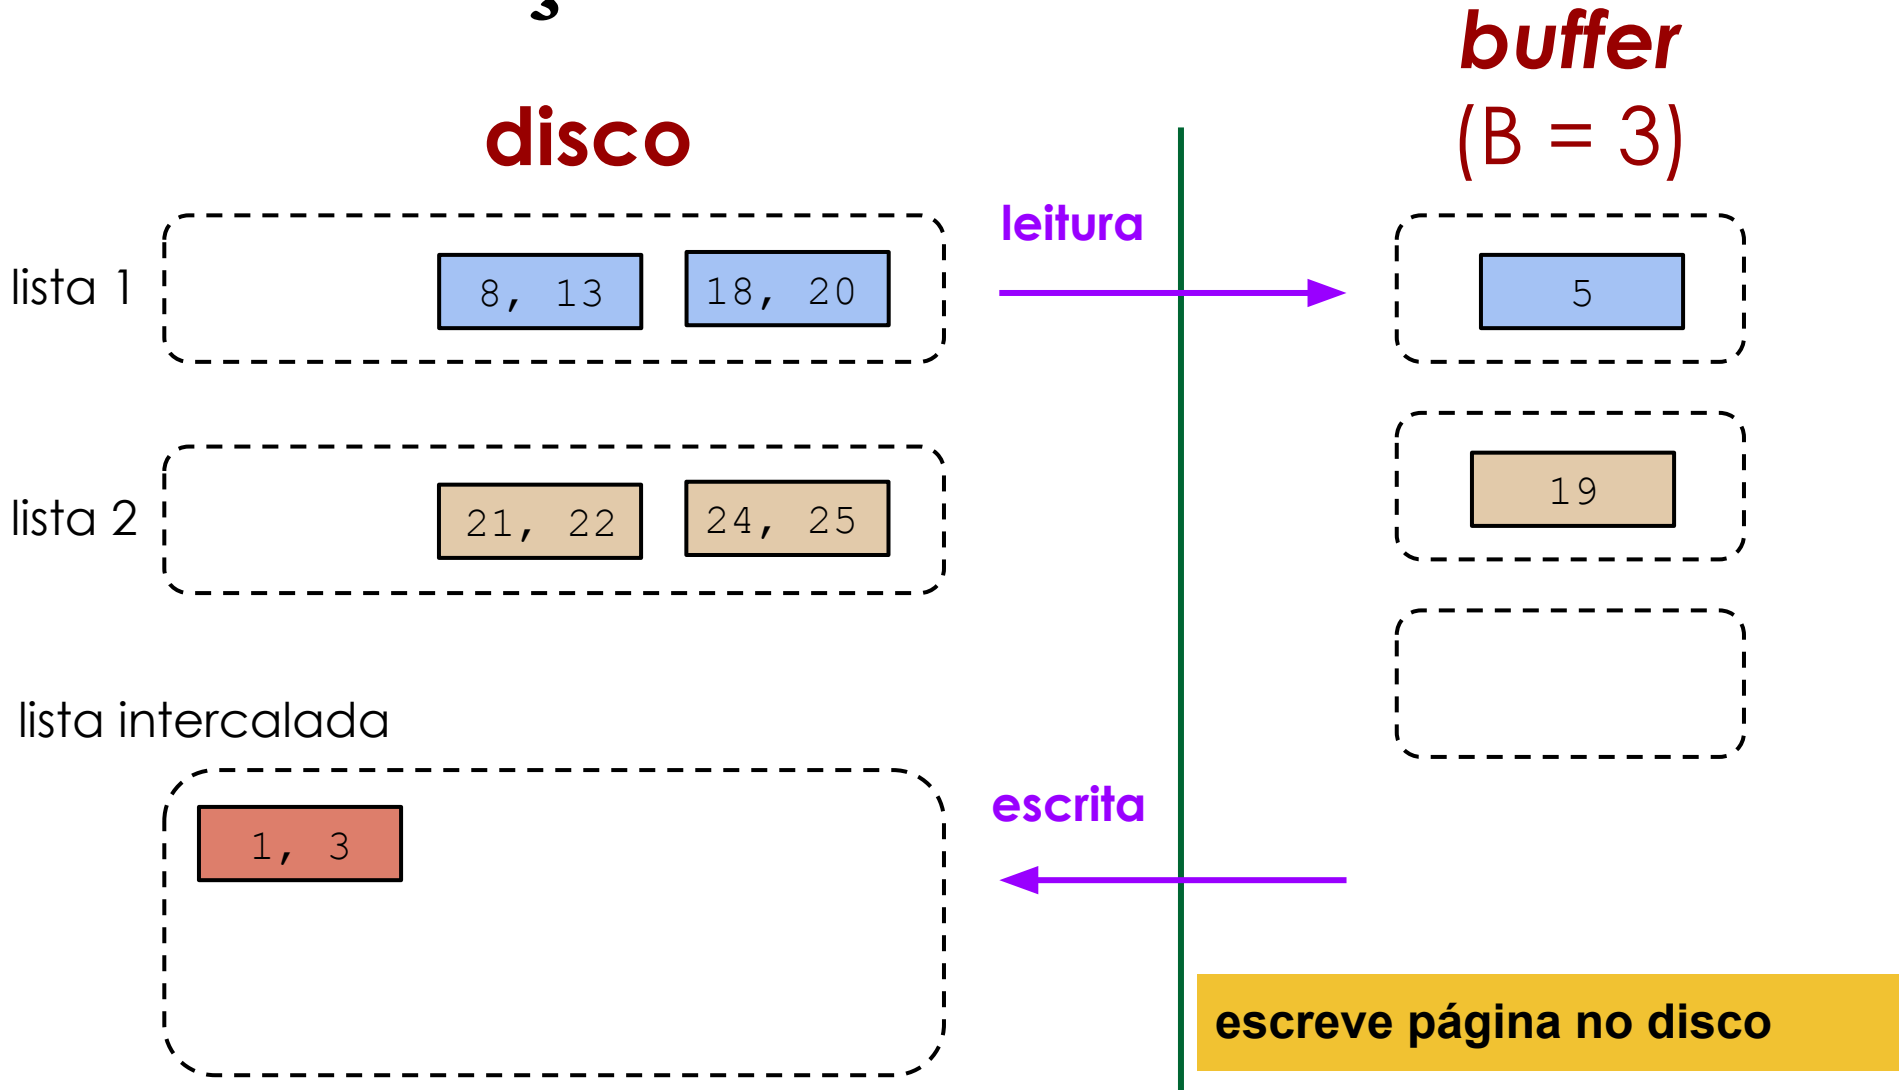 buffer
disco
(B = 3)
leitura
lista 1
8, 13
18, 20
5
lista 2
21, 22
24, 25
19
lista intercalada
escrita
1, 3
escreve página no disco